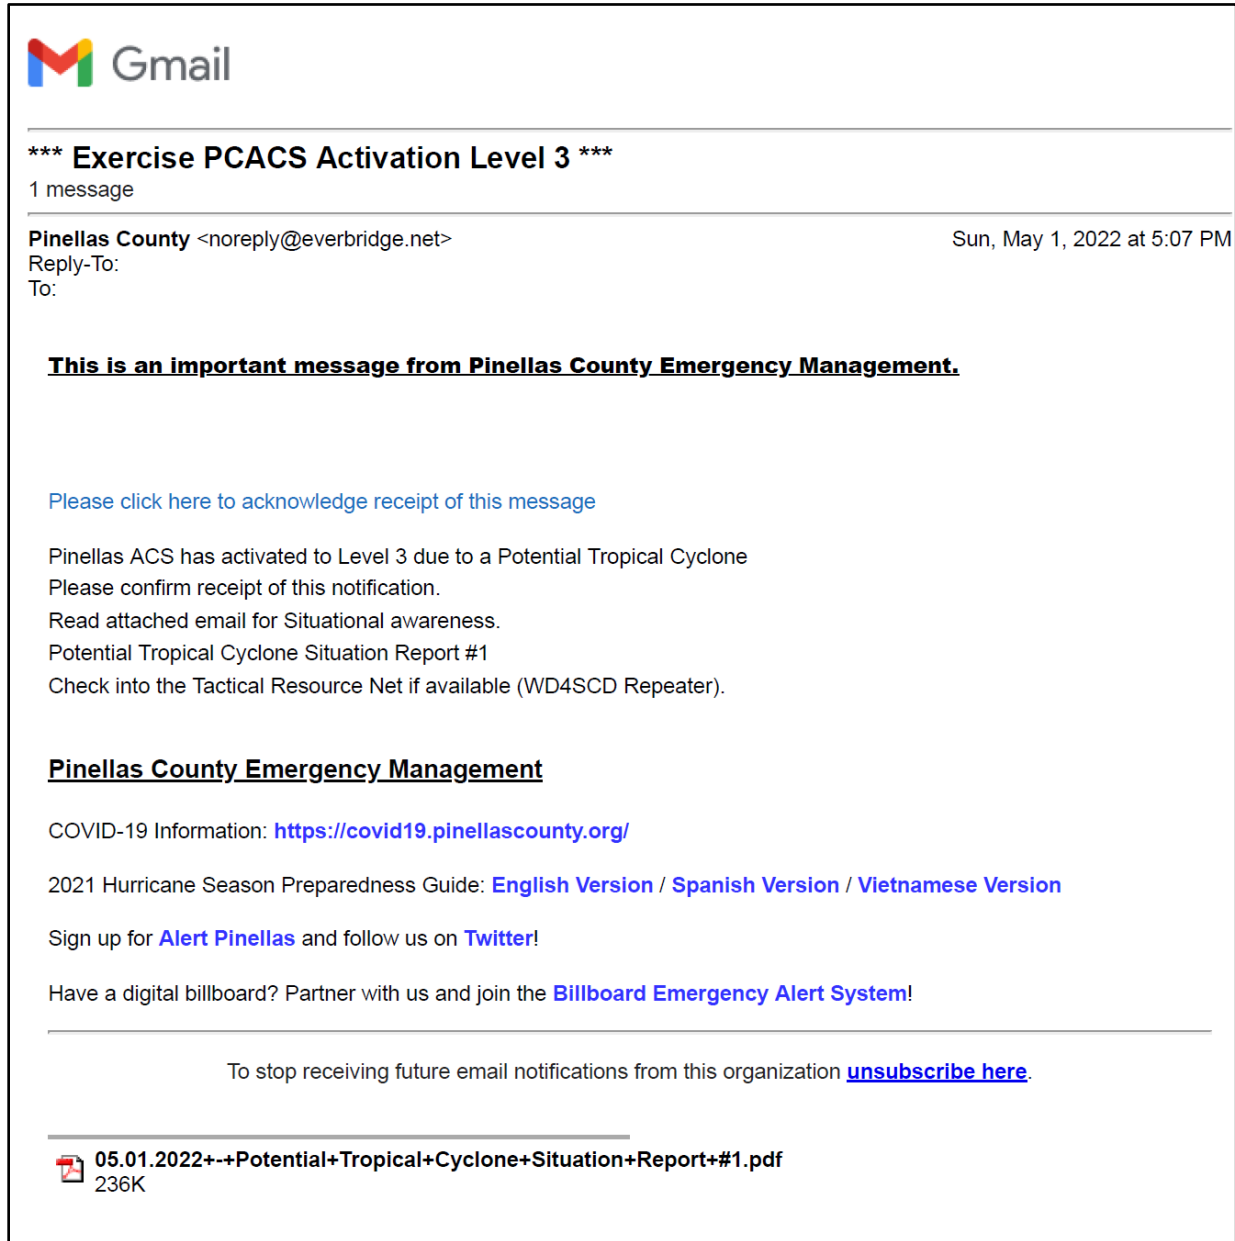 Gmail
*** Exercise PCACS Activation Level 3 ***
1 message
Pinellas County <noreply@everbridge.net> Sun, May 1, 2022 at 5:07 PM
Reply-To:
To:
This is an important message from Pinellas County Emergency Management.
Please click here to acknowledge receipt of this message
Pinellas ACS has activated to Level 3 due to a Potential Tropical Cyclone
Please confirm receipt of this notification.
Read attached email for Situational awareness.
Potential Tropical Cyclone Situation Report #1
Check into the Tactical Resource Net if available (WD4SCD Repeater).
Pinellas County Emergency Management
COVID-19 Information: https://covid19.pinellascounty.org/
2021 Hurricane Season Preparedness Guide: English Version / Spanish Version / Vietnamese Version
Sign up for Alert Pinellas and follow us on Twitter!
Have a digital billboard? Partner with us and join the Billboard Emergency Alert System!
To stop receiving future email notifications from this organization unsubscribe here.
05.01.2022+-+Potential+Tropical+Cyclone+Situation+Report+#1.pdf
236K